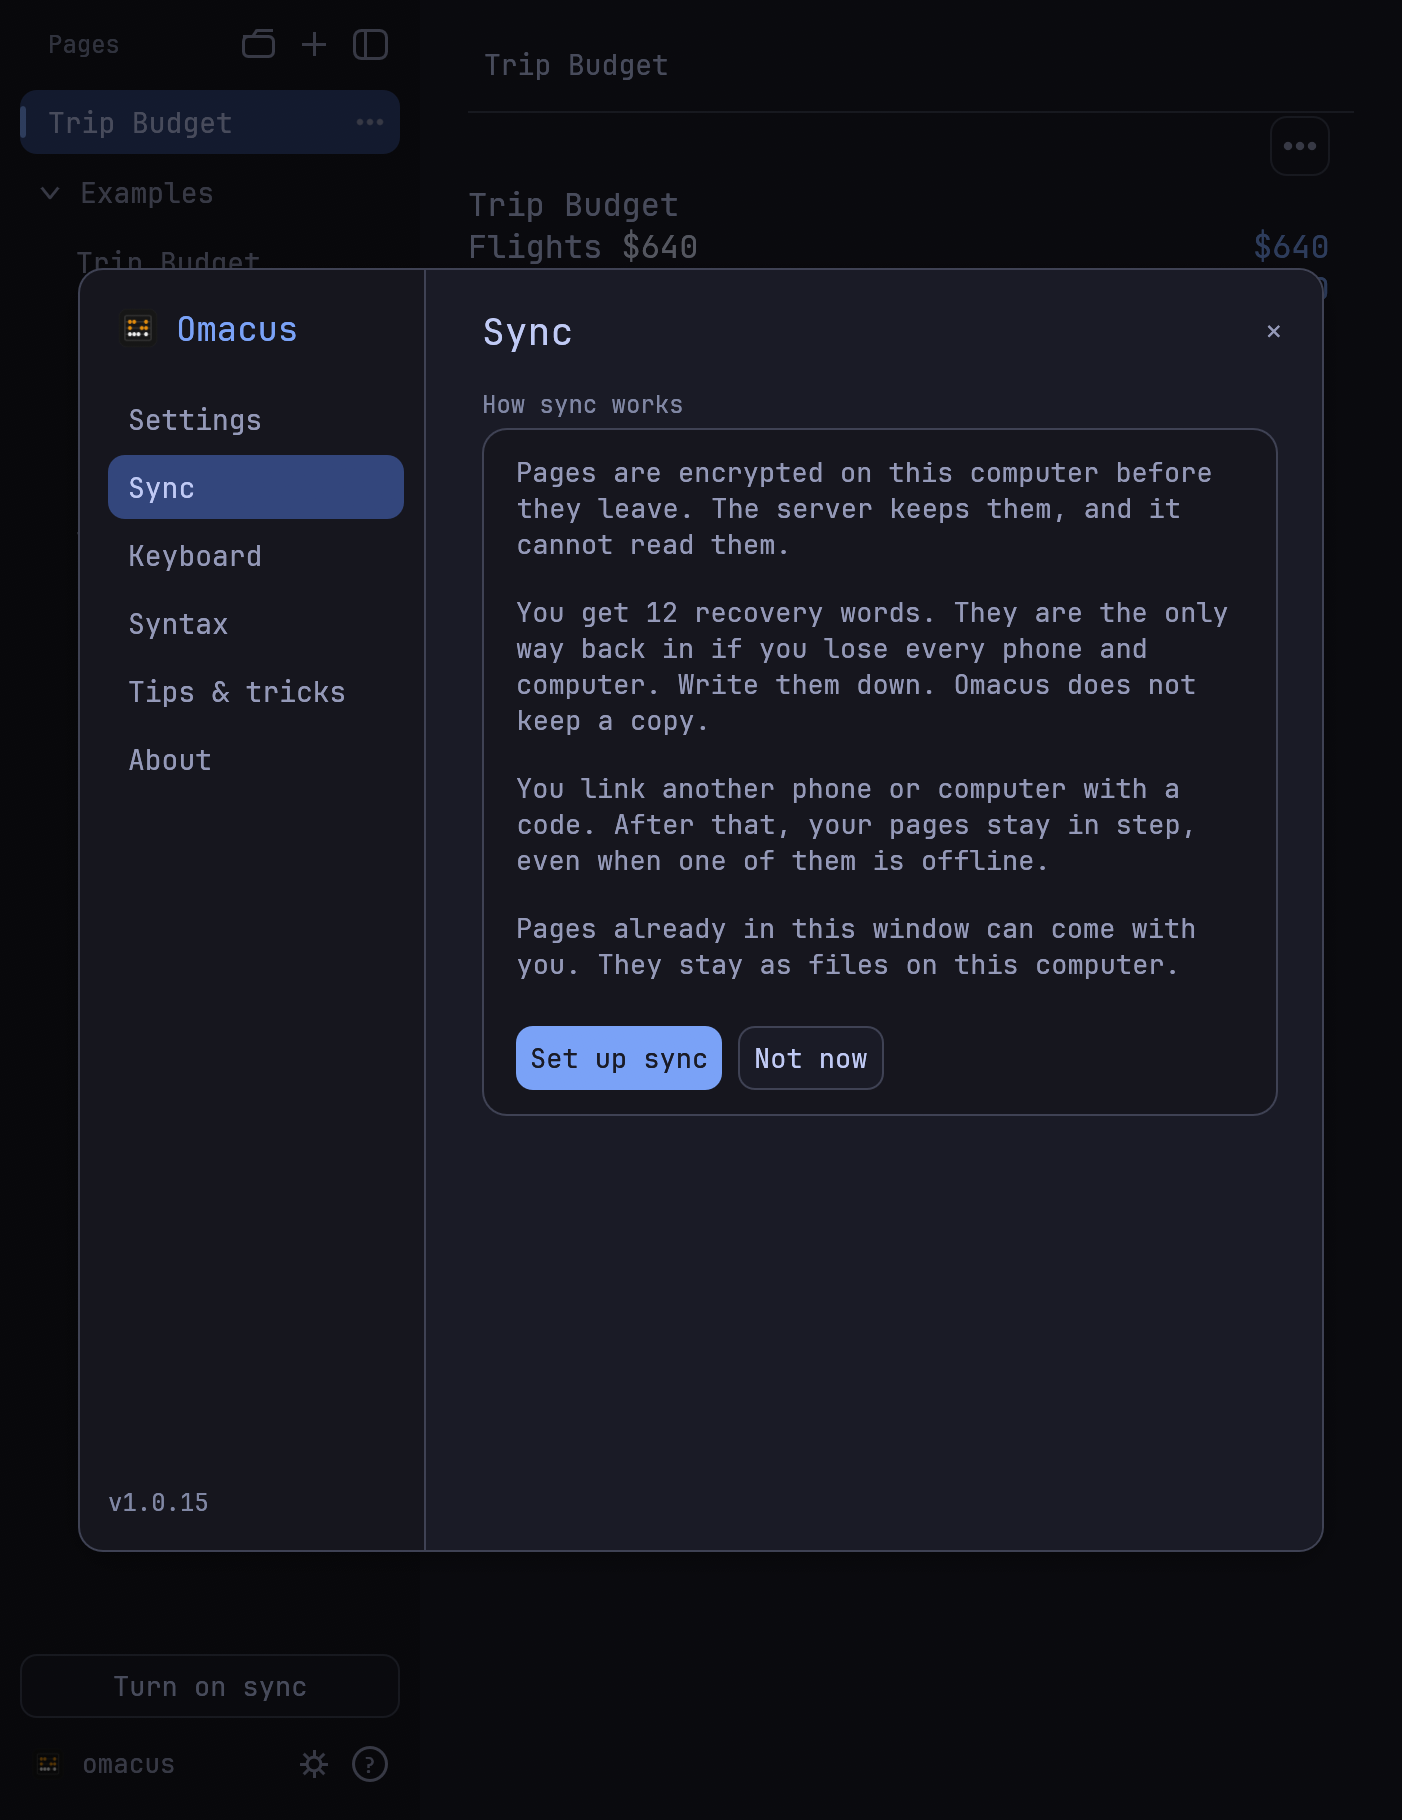 Pages
Trip Budget
Examples
Trip Budget
Turn on sync
omacus
Trip Budget
Trip Budget
Flights $640 $640
Omacus
Settings
Sync
Keyboard
Syntax
Tips & tricks
About
v1.0.15
Sync
×
How sync works
Pages are encrypted on this computer before
they leave. The server keeps them, and it
cannot read them.
You get 12 recovery words. They are the only
way back in if you lose every phone and
computer. Write them down. Omacus does not
keep a copy.
You link another phone or computer with a
code. After that, your pages stay in step,
even when one of them is offline.
Pages already in this window can come with
you. They stay as files on this computer.
Set up sync
Not now